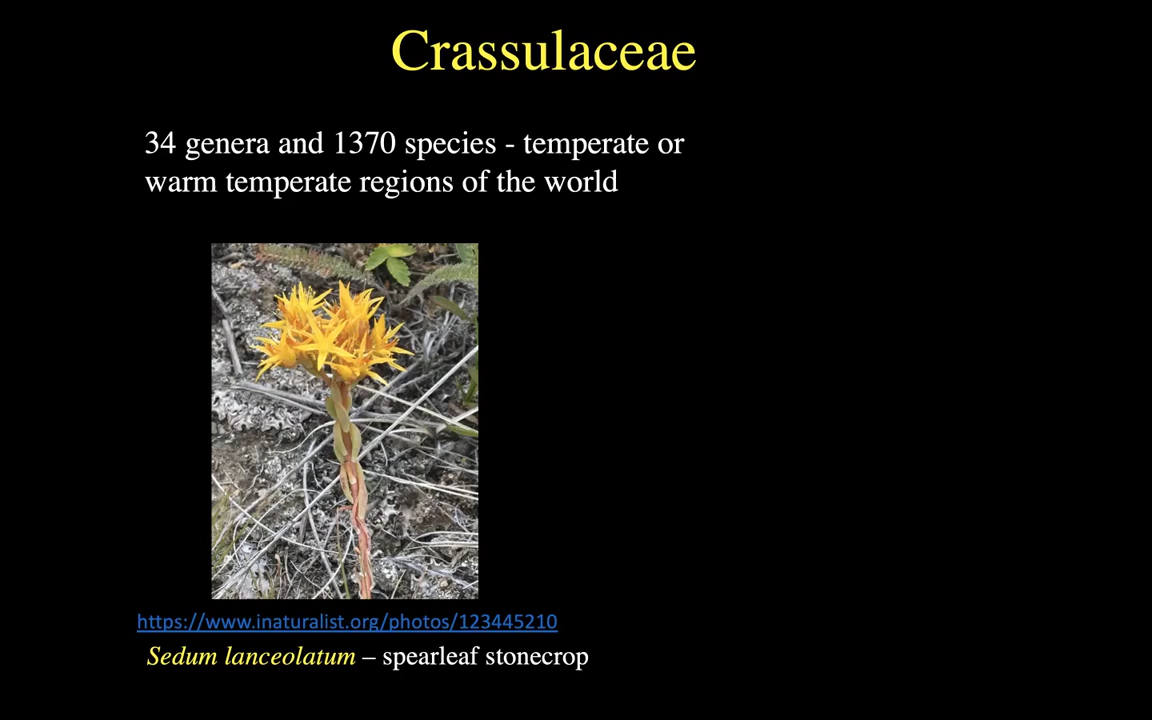 Crassulaceae
34 genera and 1370 species - temperate or
warm temperate regions of the world
https://www.inaturalist.org/photos/123445210
Sedum lanceolatum – spearleaf stonecrop